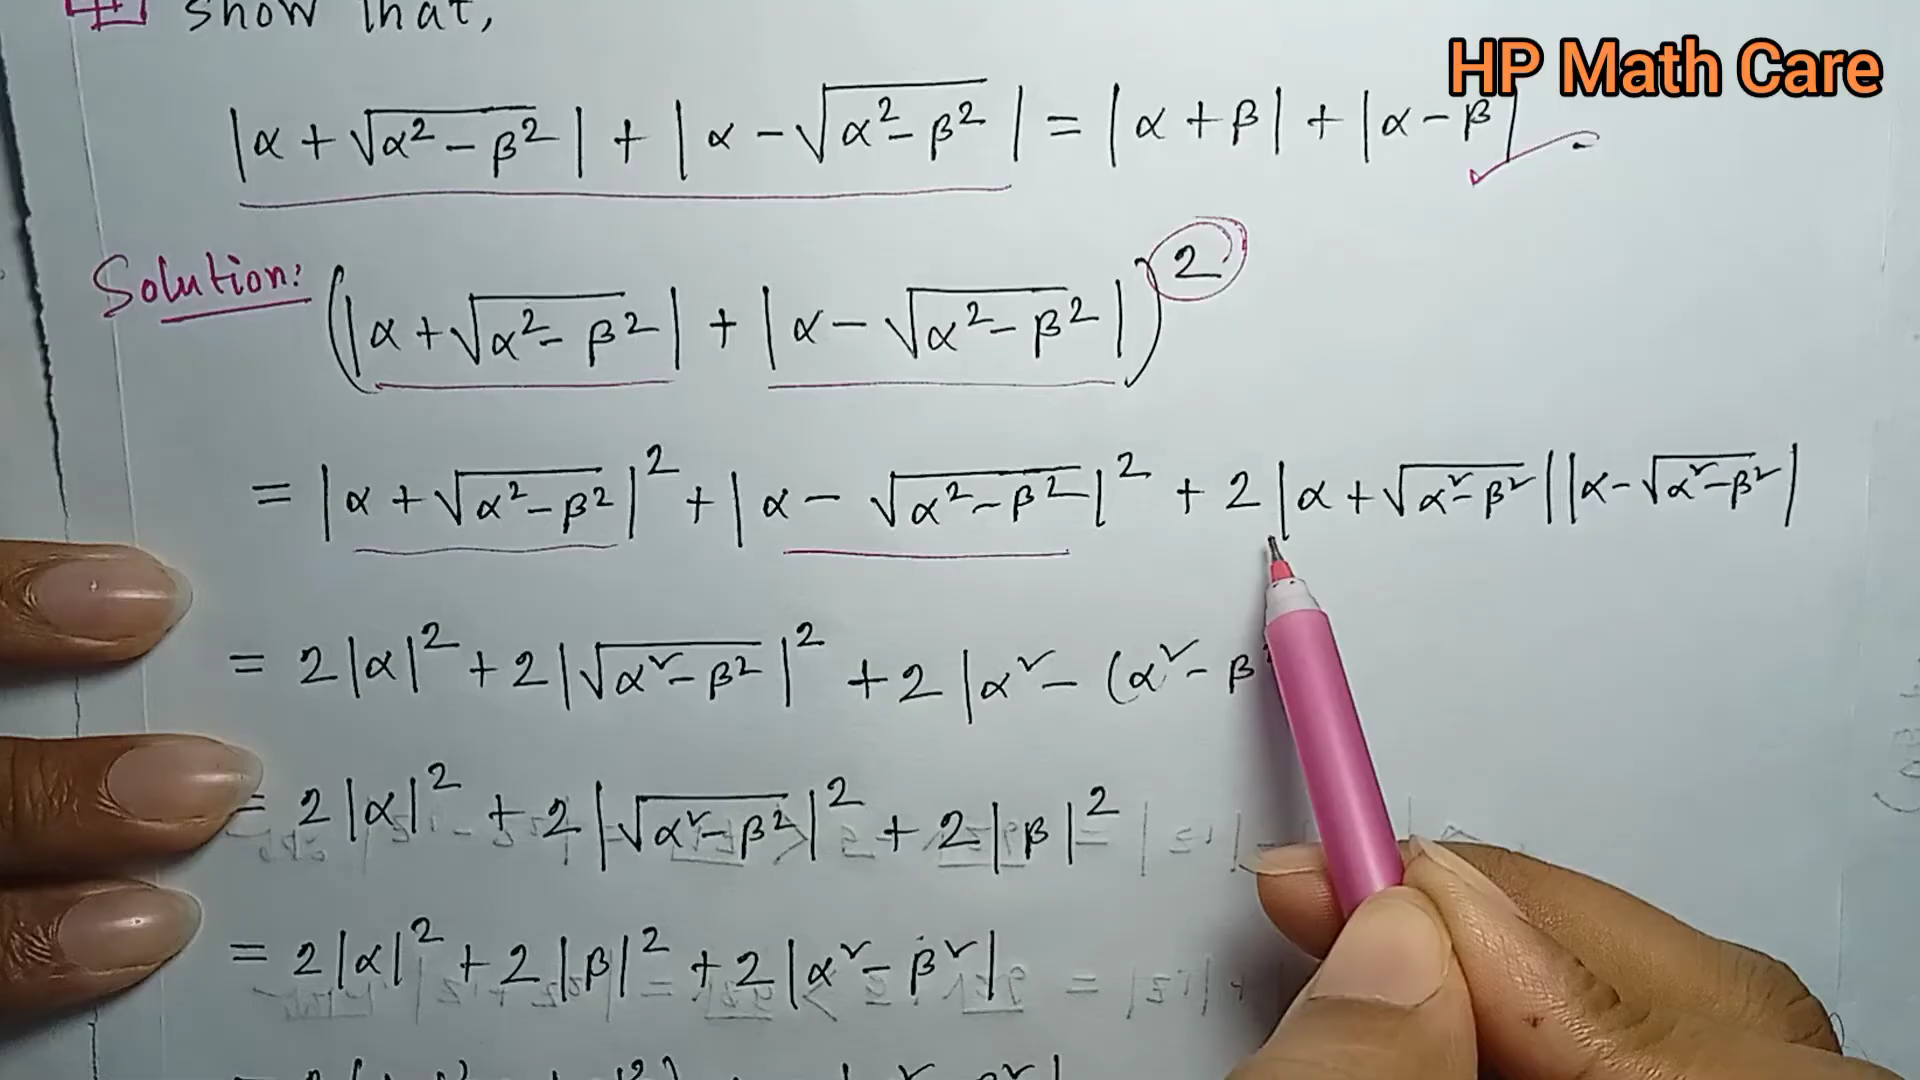 Show that,
HP Math Care
|α + √(α² - β²)| + |α - √(α² - β²)| = |α + β| + |α - β|.
Solution: (|α + √(α² - β²)| + |α - √(α² - β²)|)²
= |α + √(α² - β²)|² + |α - √(α² - β²)|² + 2|α + √(α² - β²)||α - √(α² - β²)|
= 2|α|² + 2|√(α² - β²)|² + 2|α² - (α² - β
= 2|α|² + 2|√(α² - β²)|² + 2|β|²
= 2|α|² + 2|β|² + 2|α² - β²|